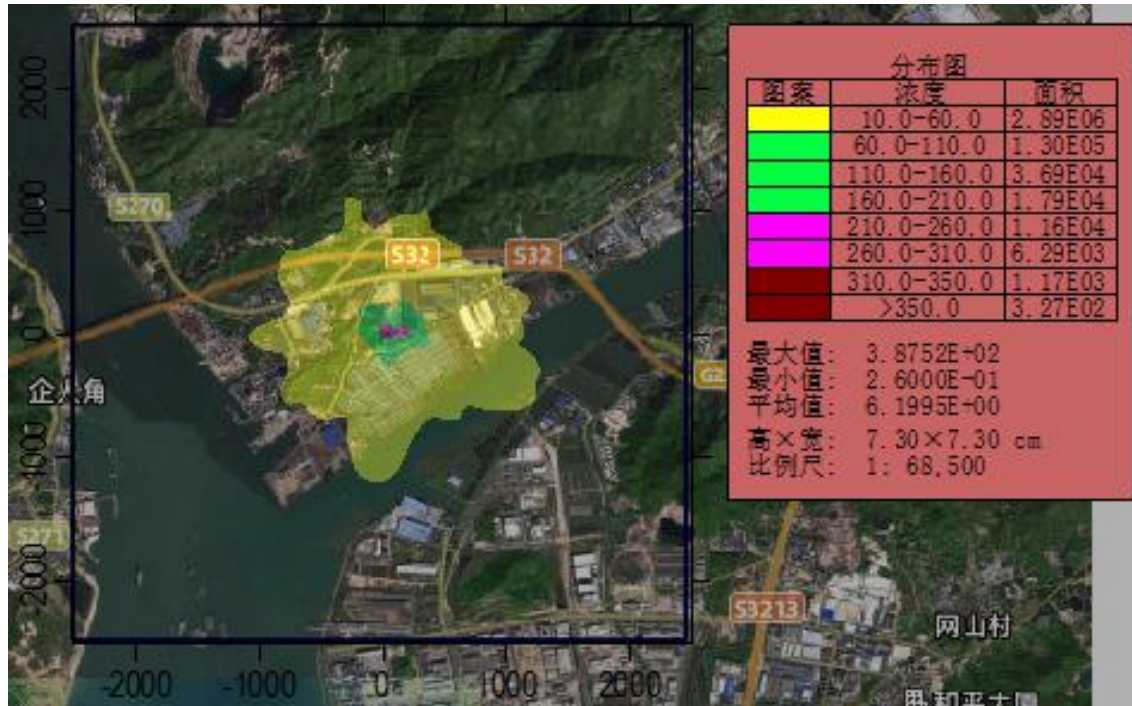 分布图
图案 浓度 面积
10.0-60.0 2.89E06
60.0-110.0 1.30E05
110.0-160.0 3.69E04
160.0-210.0 1.79E04
210.0-260.0 1.16E04
260.0-310.0 6.29E03
310.0-350.0 1.17E03
>350.0 3.27E02
最大值: 3.8752E+02
最小值: 2.6000E-01
平均值: 6.1995E+00
高×宽: 7.30×7.30 cm
比例尺: 1: 68,500
2000
1000
0
-1000
-2000
S270
S32
S32
G2
企人角
S271
S3213
网山村
-2000 -1000 0 1000 2000